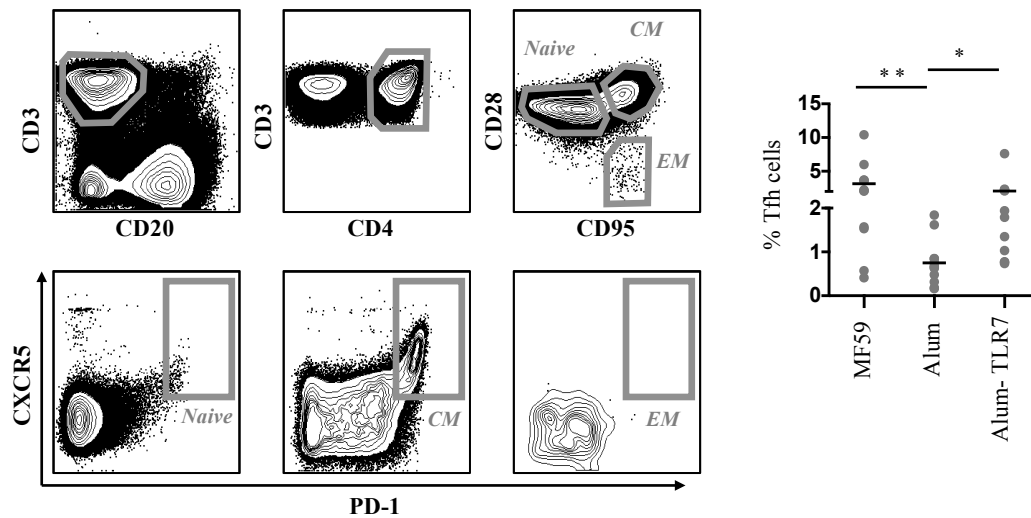 CD3
CD20
CD3
CD4
CD28
CD95
Naive
CM
EM
CXCR5
Naive
CM
EM
PD-1
% Tfh cells
15
10
5
2
1
0
**
*
MF59
Alum
Alum- TLR7